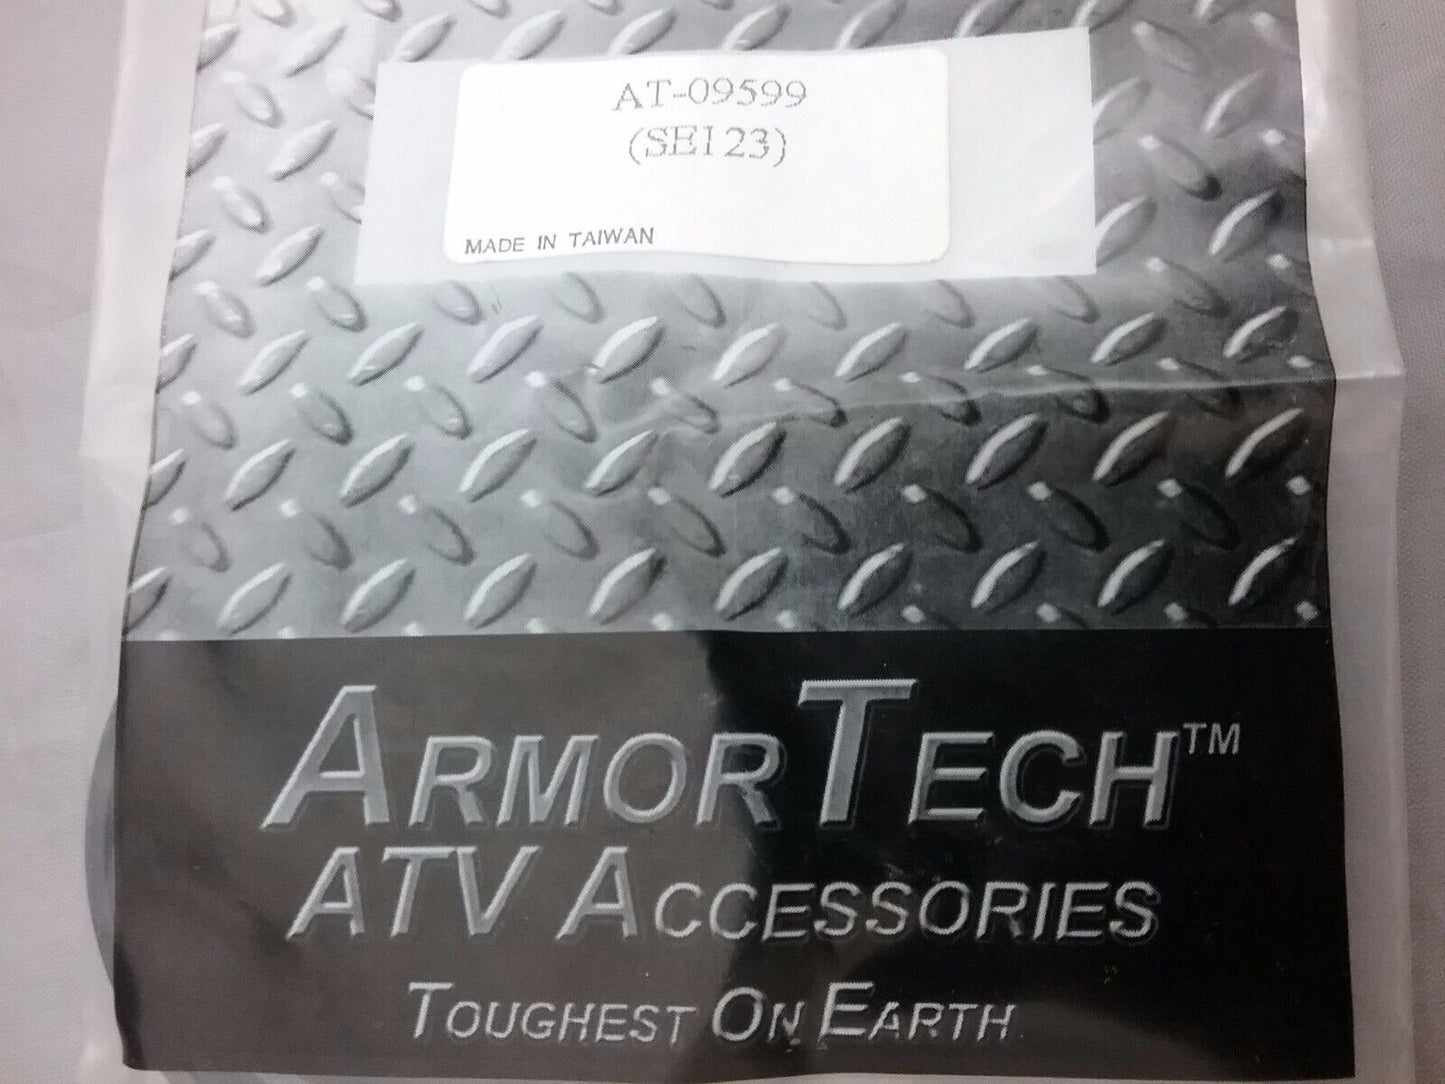 AT-09599
(SE123)
MADE IN TAIWAN
ARMORTECH™
ATV ACCESSORIES
TOUGHEST ON EARTH